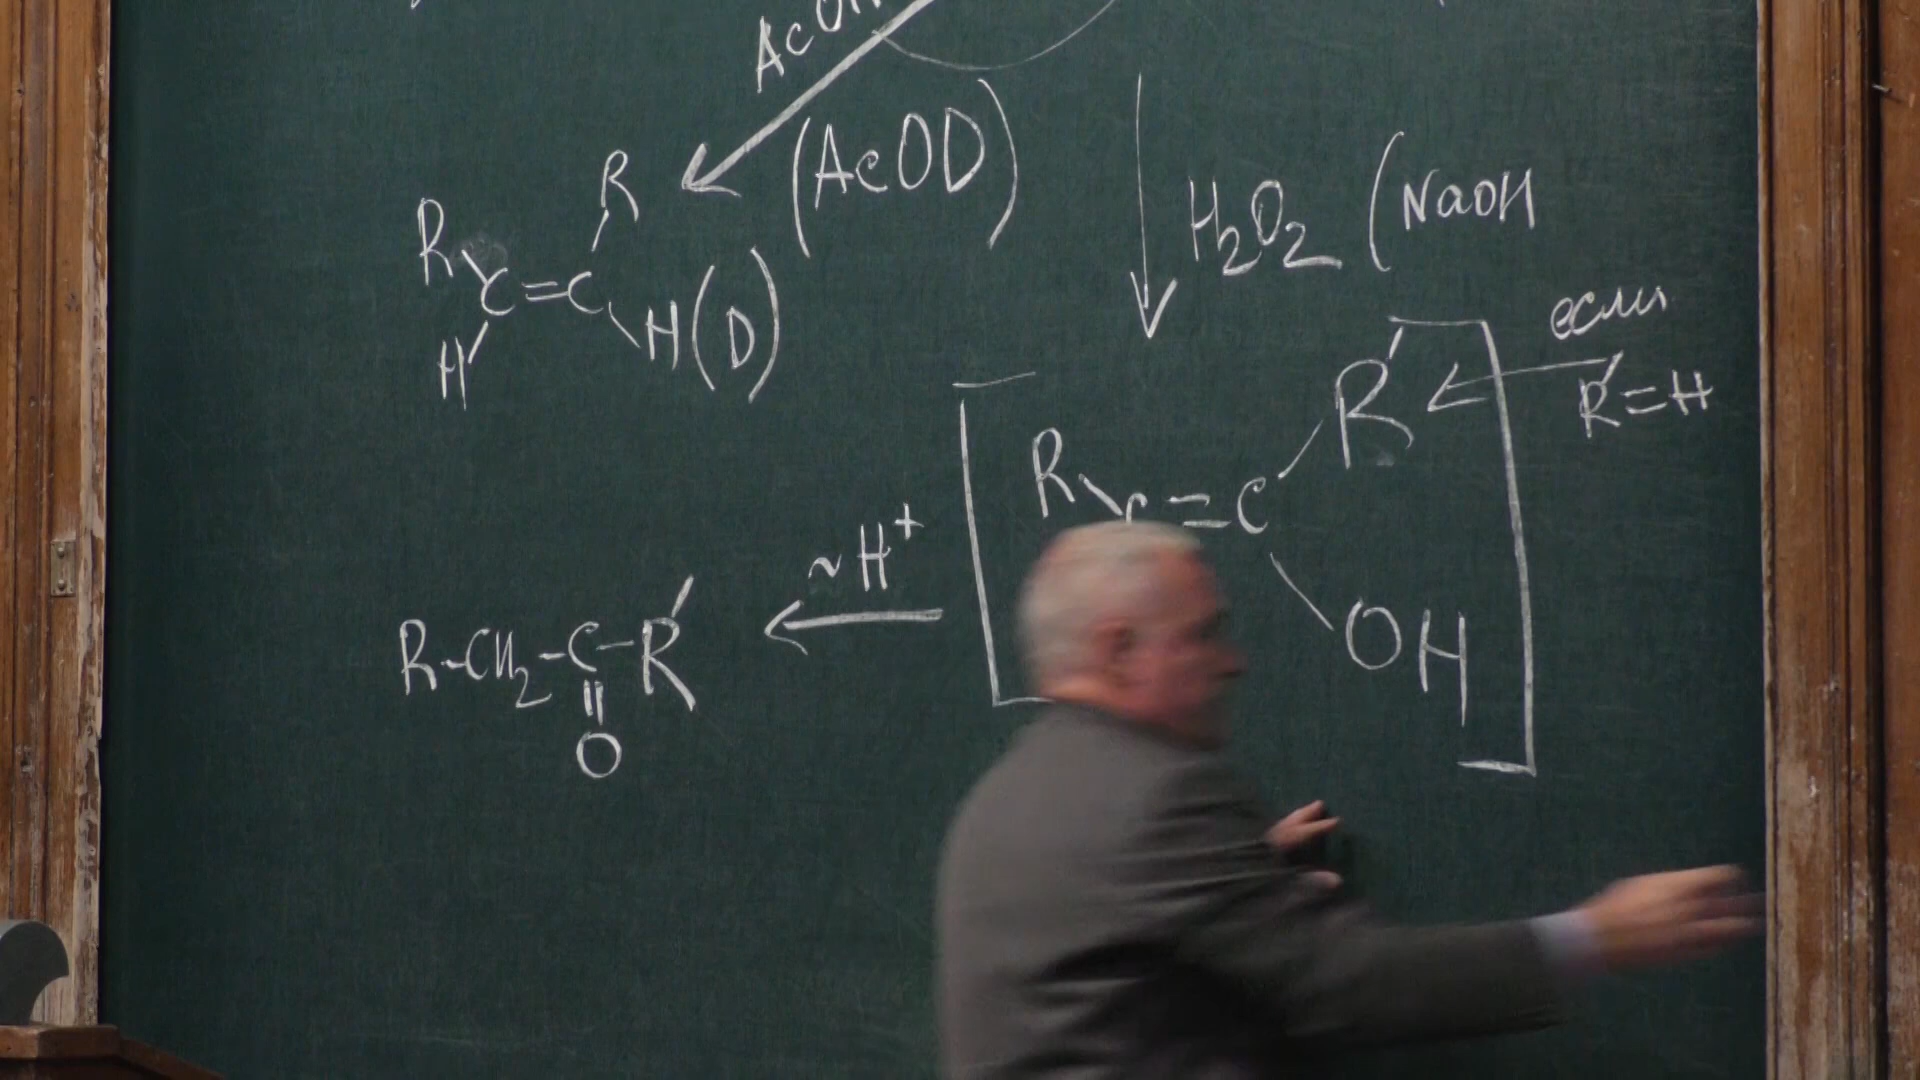 AcOH
(AcOD)
R R
C=C
H H(D)
H₂O₂ (NaOH
если
R'=H
R R'
C=C
OH
~H⁺
R-CH₂-C-R'
O